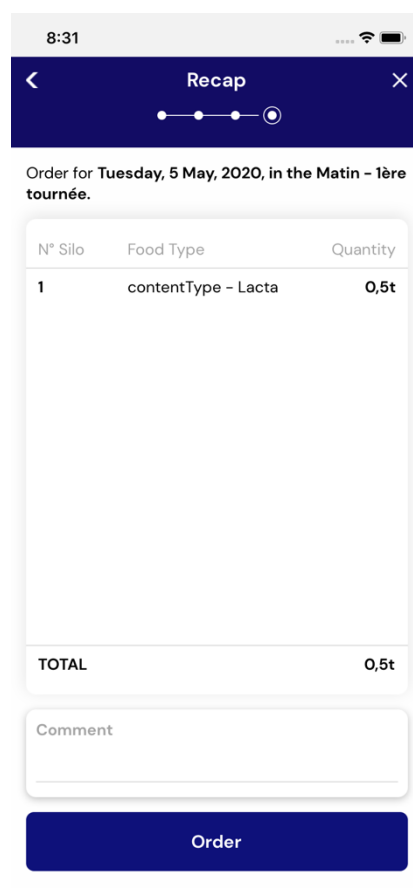 8:31
Recap
Order for Tuesday, 5 May, 2020, in the Matin - 1ère
tournée.
N° Silo Food Type Quantity
1 contentType - Lacta 0,5t
TOTAL 0,5t
Comment
Order